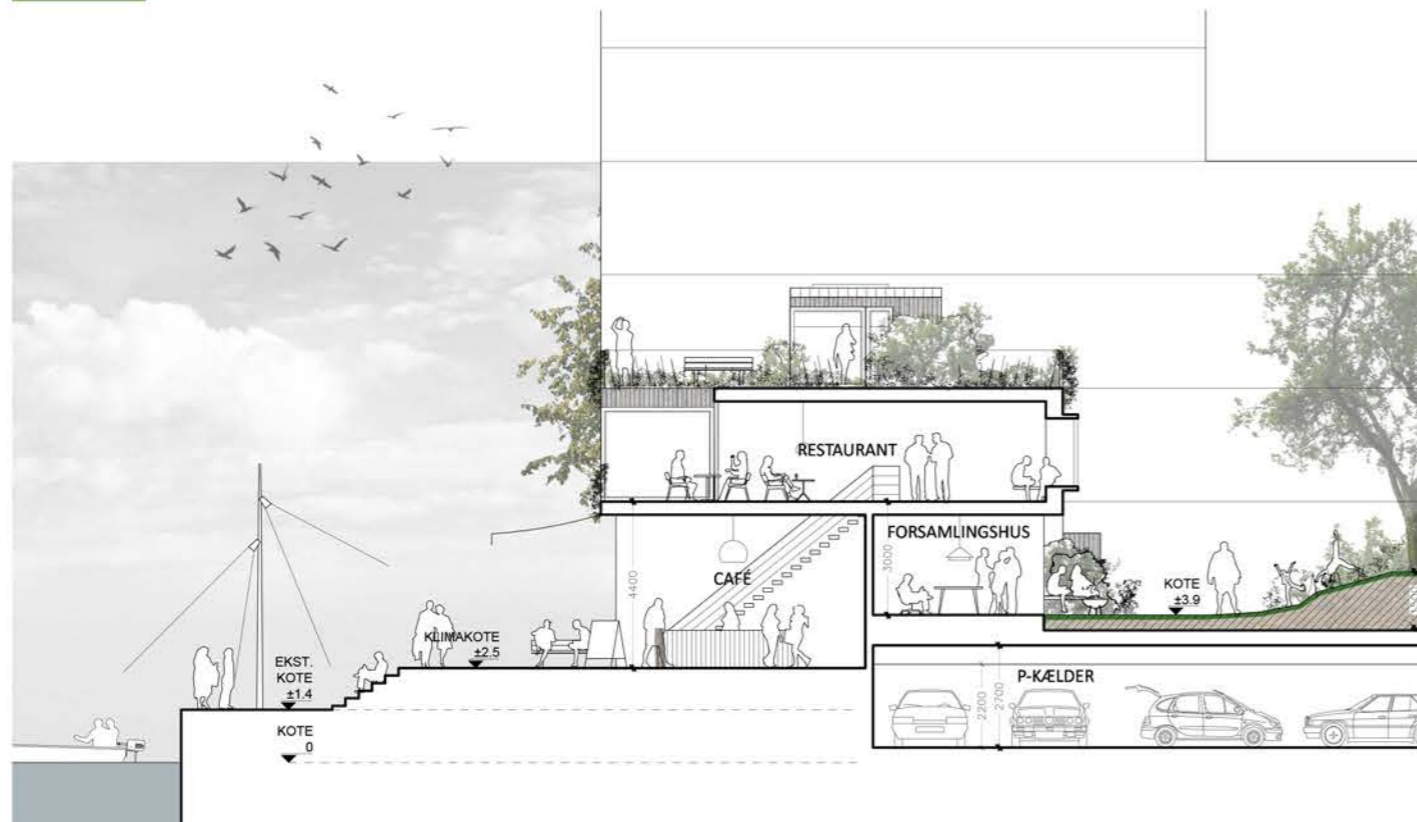 RESTAURANT
FORSAMLINGSHUS
3000
CAFÉ
4400
KOTE
±3.9
KLIMAKOTE
±2.5
EKST.
KOTE
±1.4
P-KÆLDER
2200
2700
KOTE
0